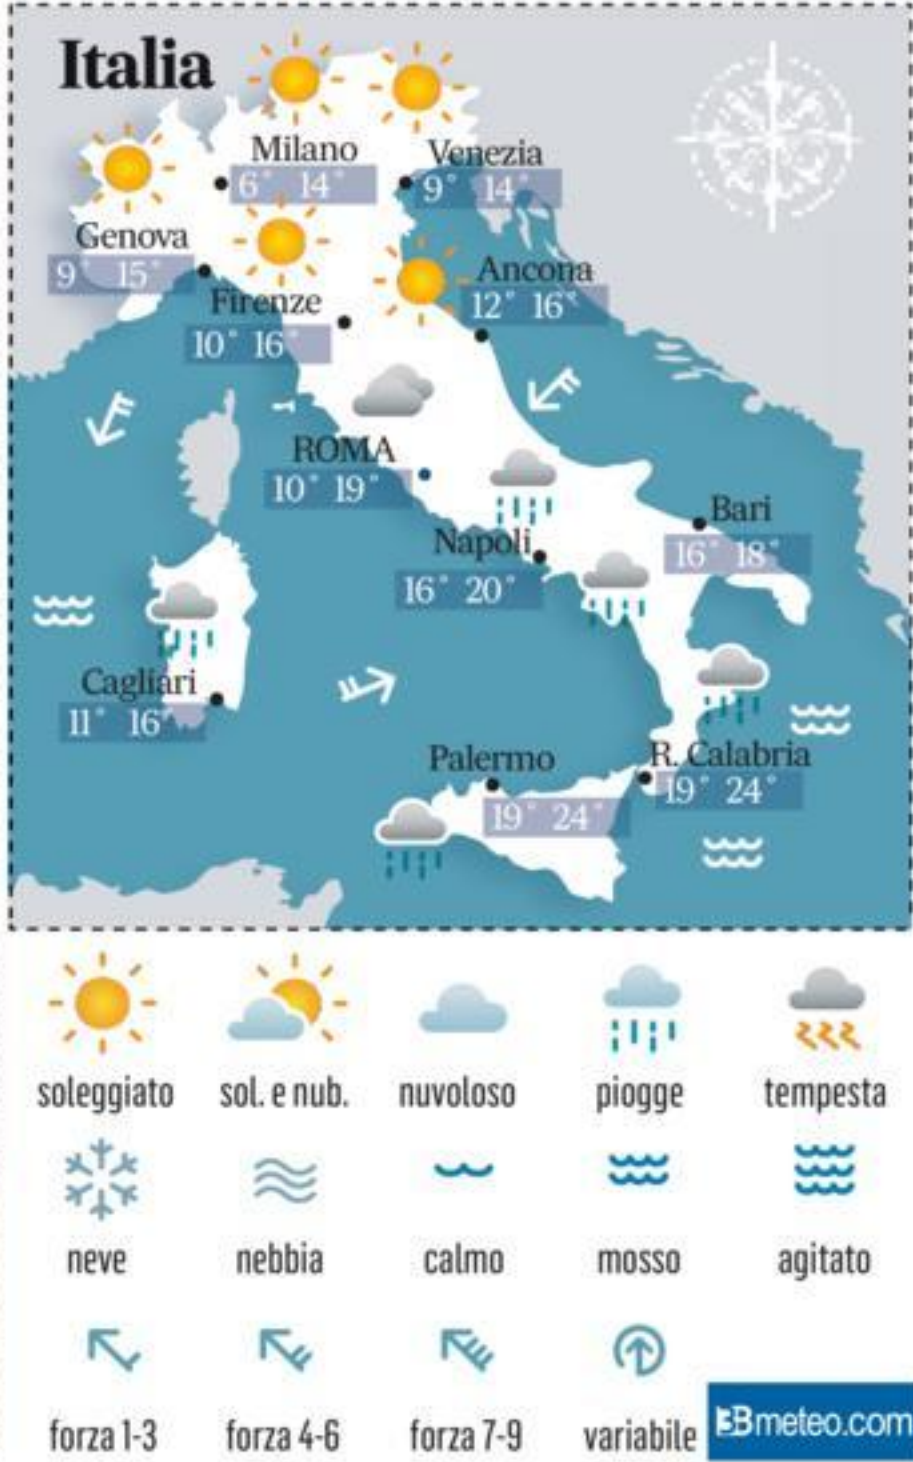 Italia
Milano
6° 14°
Venezia
9° 14°
Genova
9° 15°
Ancona
12° 16°
Firenze
10° 16°
ROMA
10° 19°
Bari
16° 18°
Napoli
16° 20°
Cagliari
11° 16°
Palermo
19° 24°
R. Calabria
19° 24°
soleggiato sol. e nub. nuvoloso piogge tempesta
neve nebbia calmo mosso agitato
forza 1-3 forza 4-6 forza 7-9 variabile
3Bmeteo.com